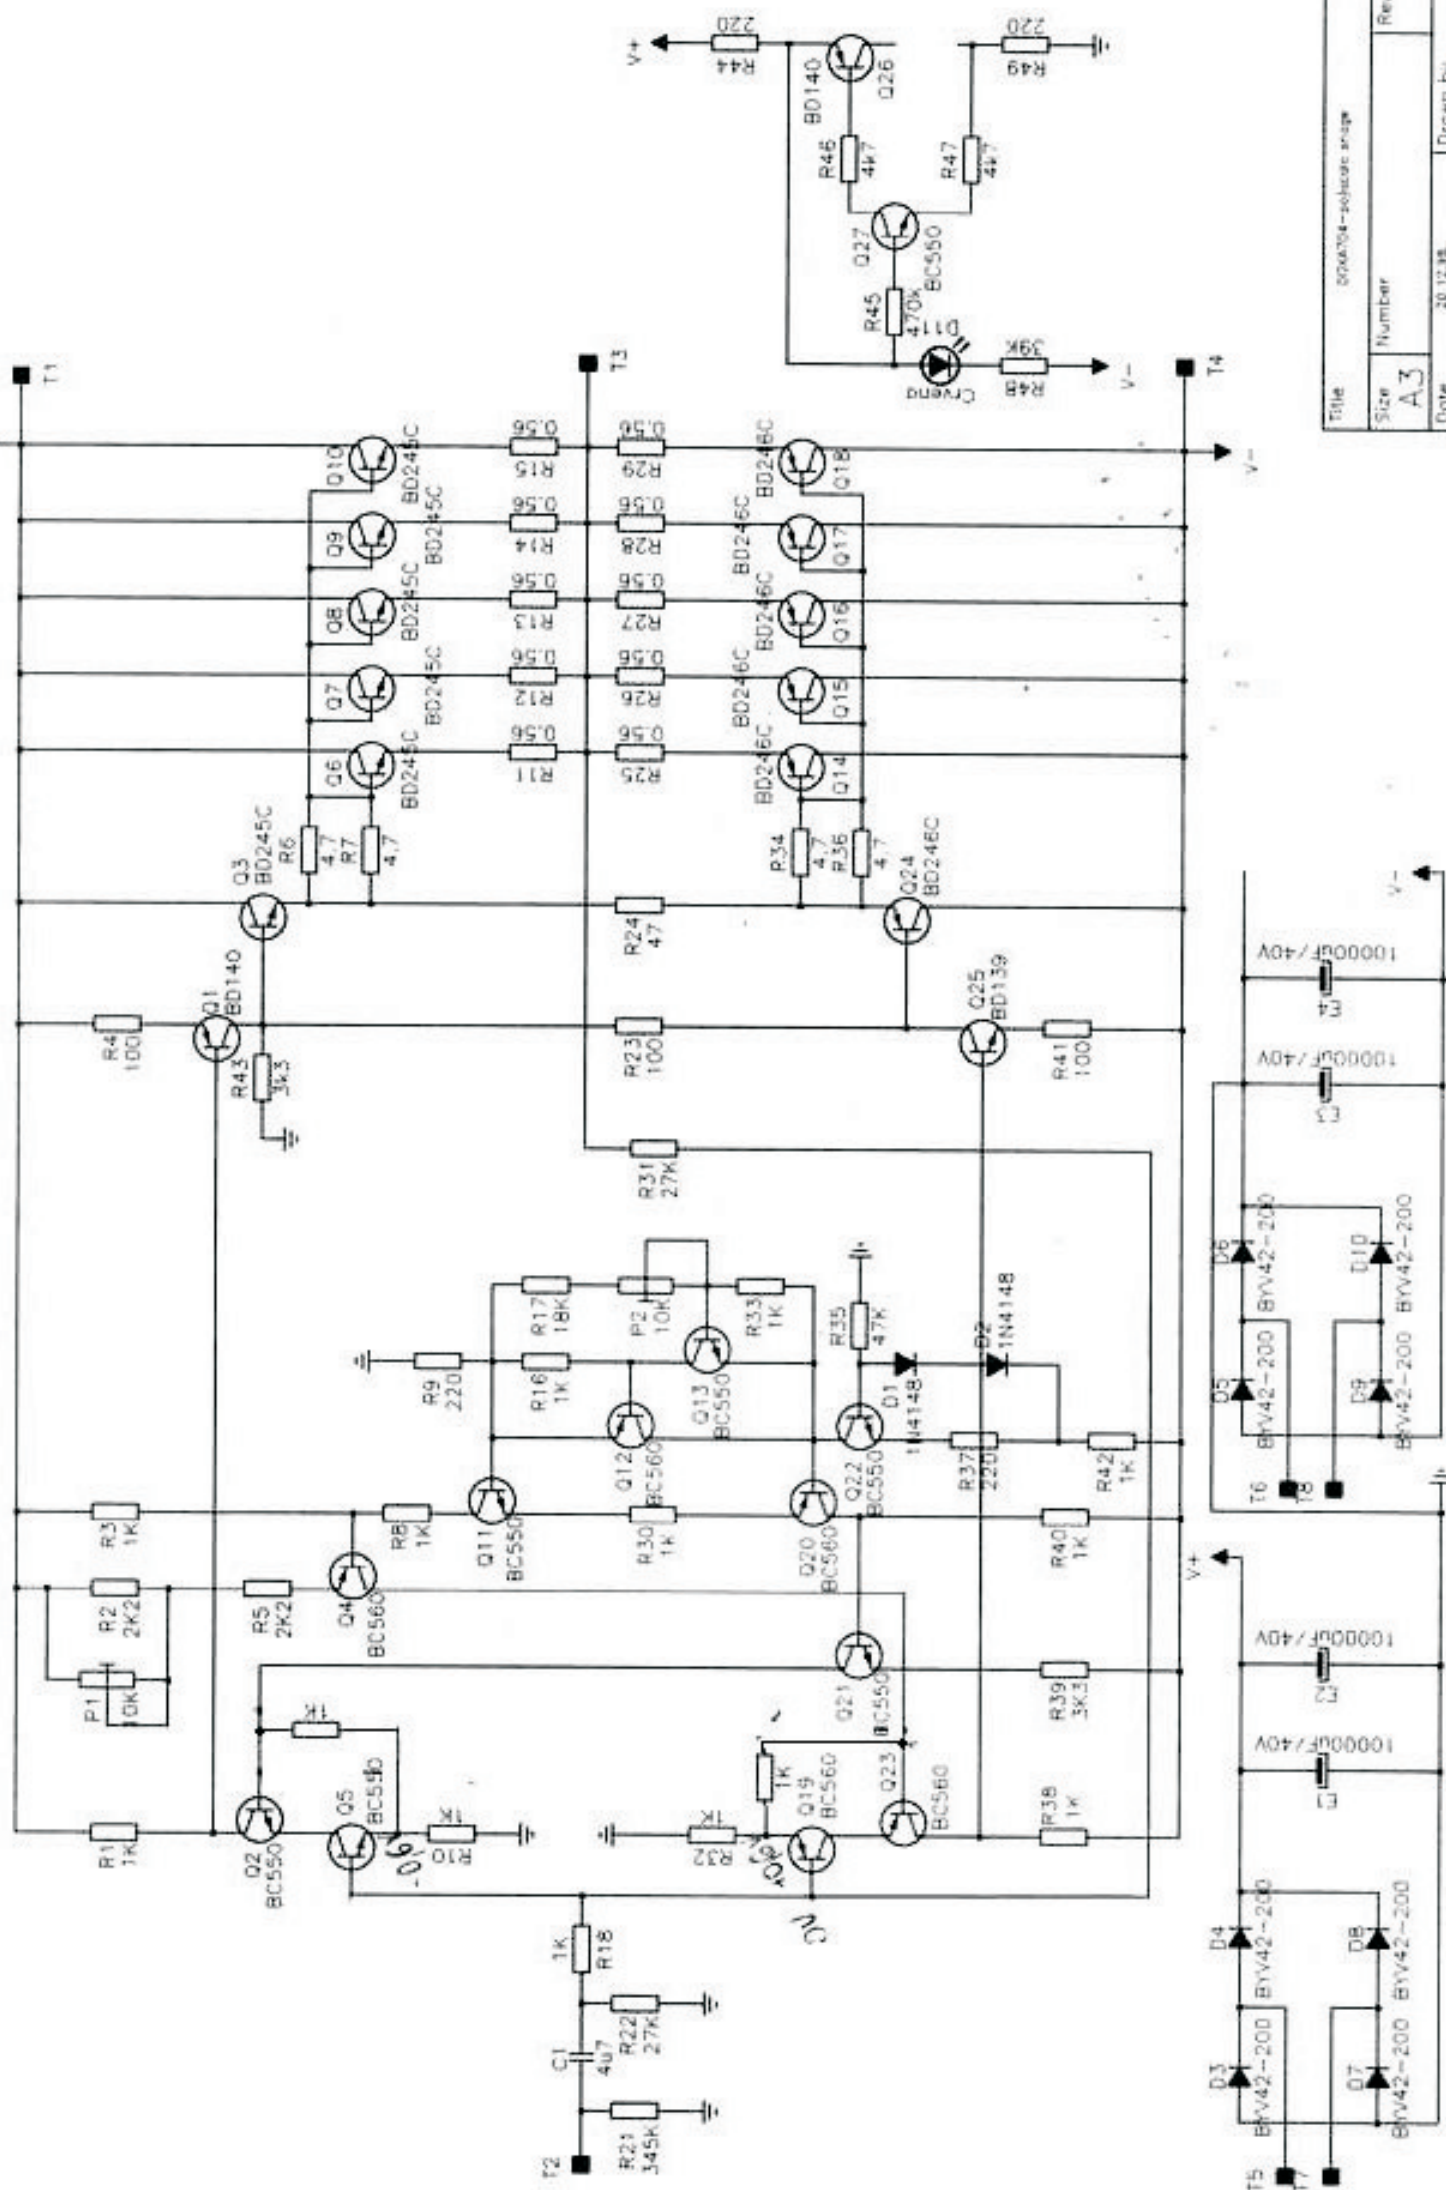 T1
T3
T4
V+
R44
220
BD140
Q26
R46
4k7
Q27
BC550
R47
4k7
R49
220
R45
470k
D11
Crvena
R48
39K
V-
V-
Q10
BD245C
Q9
BD245C
Q8
BD245C
Q7
BD245C
Q6
BD245C
R15
0.56
R14
0.56
R13
0.56
R12
0.56
R11
0.56
R29
0.56
R28
0.56
R27
0.56
R26
0.56
R25
0.56
Q18
BD246C
Q17
BD246C
Q16
BD246C
Q15
BD246C
Q14
BD246C
Q3
BD245C
R6
4.7
R7
4.7
R34
4.7
R36
4.7
Q24
BD246C
R24
47
R4
100
Q1
BD140
R43
3k3
R23
100
Q25
BD139
R41
100
R31
27K
R17
18K
P2
10K
R33
1K
R9
220
R16
1K
Q13
BC550
Q12
BC560
R35
47K
D1
1N4148
D2
1N4148
Q22
BC550
R37
220
R42
1K
R3
1K
R8
1K
Q11
BC550
R30
1K
Q20
BC560
R40
1K
R2
2K2
P1
10K
R5
2K2
Q4
BC560
Q21
BC550
R39
3K3
1K
R1
1K
Q2
BC550
Q5
BC550
R10
1K
R32
1K
1K
Q19
BC560
Q23
BC560
R38
1K
0V
1K
R18
C1
4u7
R22
27K
R21
345K
T2
D4
BYV42-200
D3
BYV42-200
D8
BYV42-200
D7
BYV42-200
T5
T7
10000uF/40V
10000uF/40V
V+
D6
BYV42-200
D5
BYV42-200
D10
BYV42-200
D9
BYV42-200
T6
T8
E3
10000uF/40V
E4
10000uF/40V
V-
Title
Size
A3
Number
Rev
Date
20.12.98
Drawn by